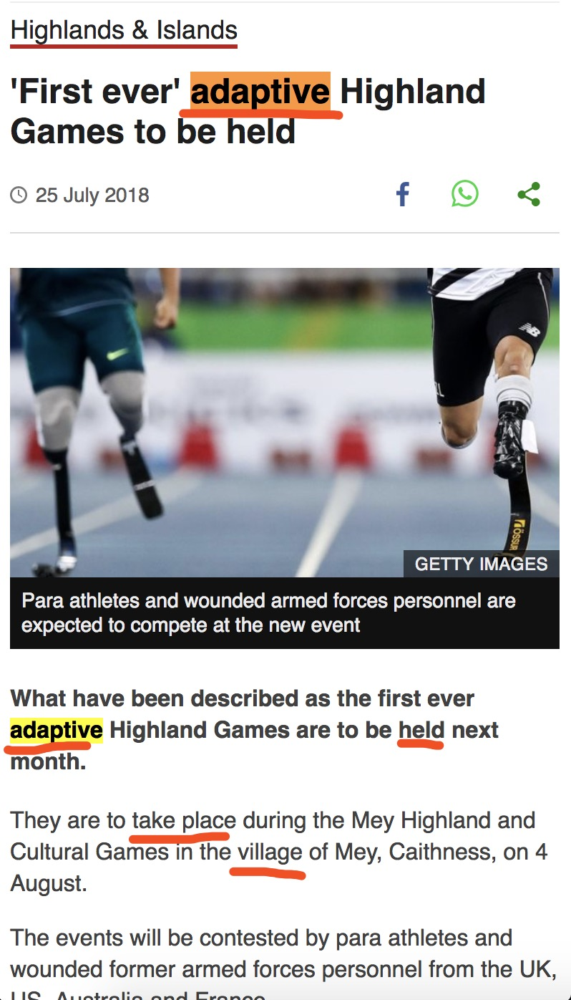 Highlands & Islands
'First ever' adaptive Highland
Games to be held
25 July 2018
NB
ÖSSUR
GETTY IMAGES
Para athletes and wounded armed forces personnel are
expected to compete at the new event
What have been described as the first ever
adaptive Highland Games are to be held next
month.
They are to take place during the Mey Highland and
Cultural Games in the village of Mey, Caithness, on 4
August.
The events will be contested by para athletes and
wounded former armed forces personnel from the UK,
US, Australia and France.